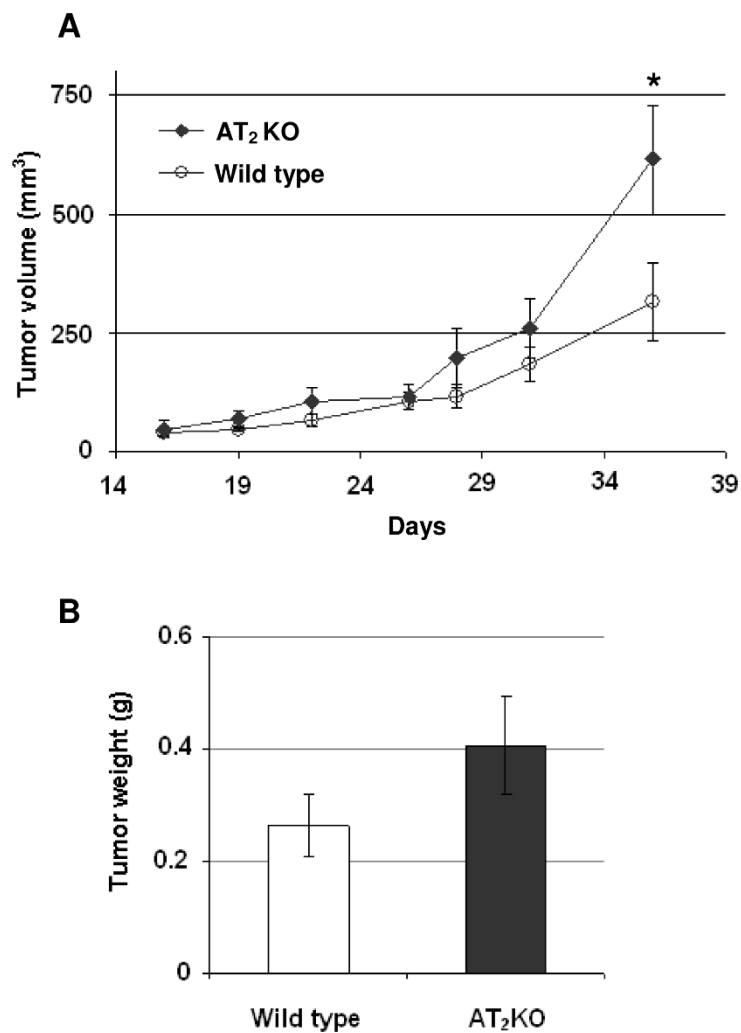 A
Tumor volume (mm³)
750
500
250
0
*
AT₂ KO
Wild type
14 19 24 29 34 39
Days
B
Tumor weight (g)
0.6
0.4
0.2
0
Wild type AT₂KO